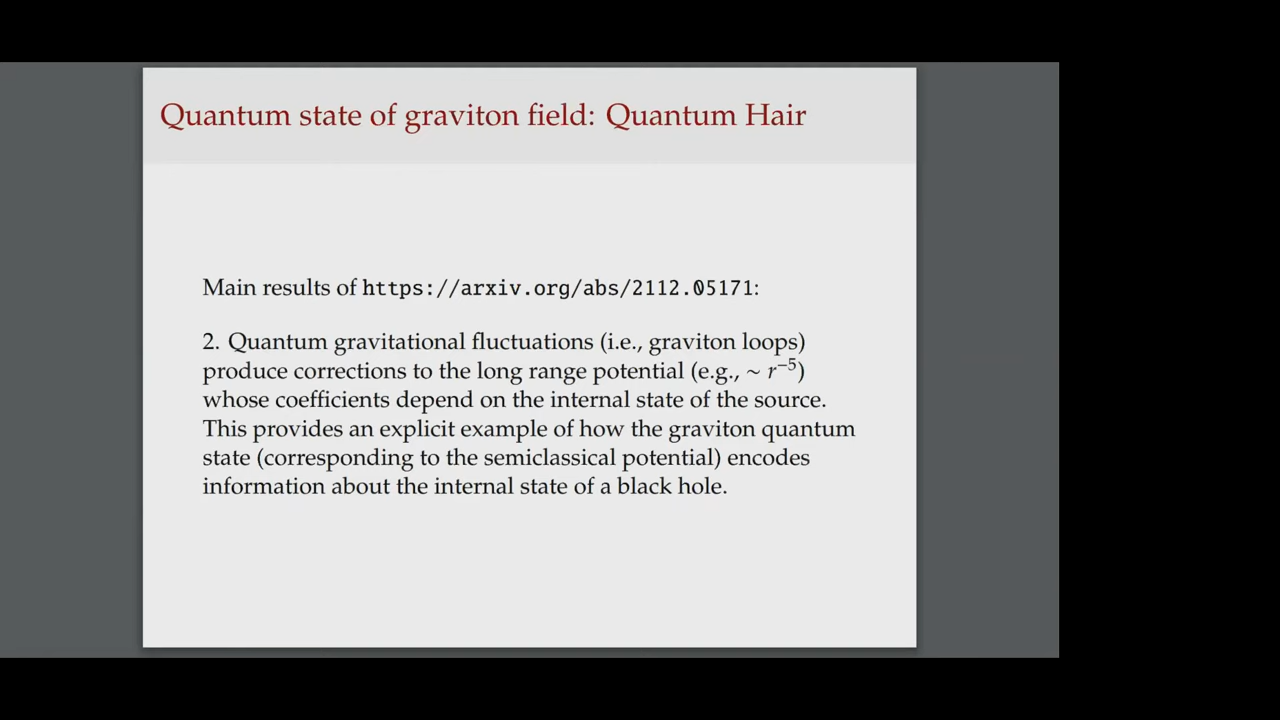 Quantum state of graviton field: Quantum Hair
Main results of https://arxiv.org/abs/2112.05171:
2. Quantum gravitational fluctuations (i.e., graviton loops)
produce corrections to the long range potential (e.g., ∼ r⁻⁵)
whose coefficients depend on the internal state of the source.
This provides an explicit example of how the graviton quantum
state (corresponding to the semiclassical potential) encodes
information about the internal state of a black hole.